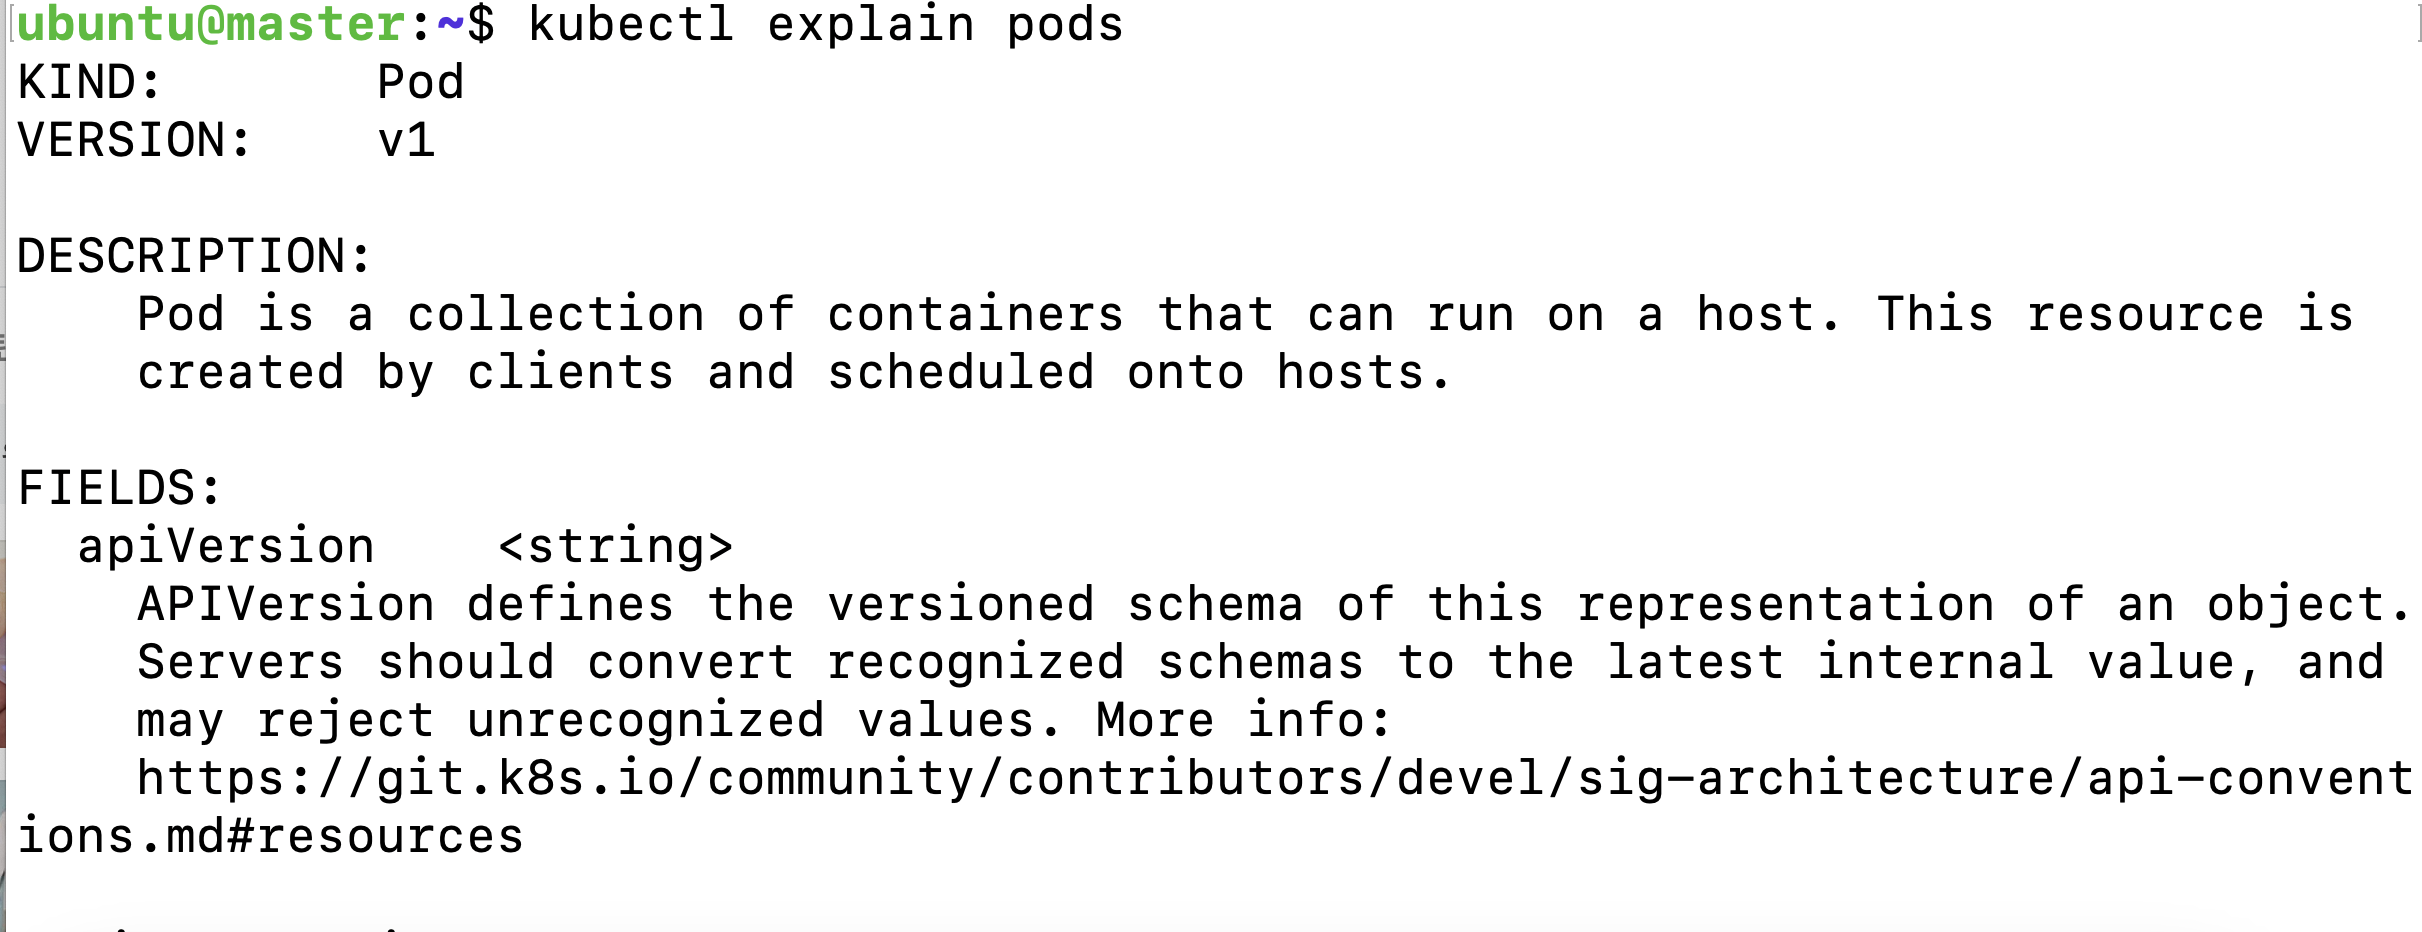 ubuntu@master:~$ kubectl explain pods
KIND:       Pod
VERSION:    v1

DESCRIPTION:
    Pod is a collection of containers that can run on a host. This resource is
    created by clients and scheduled onto hosts.

FIELDS:
  apiVersion    <string>
    APIVersion defines the versioned schema of this representation of an object.
    Servers should convert recognized schemas to the latest internal value, and
    may reject unrecognized values. More info:
    https://git.k8s.io/community/contributors/devel/sig-architecture/api-convent
ions.md#resources